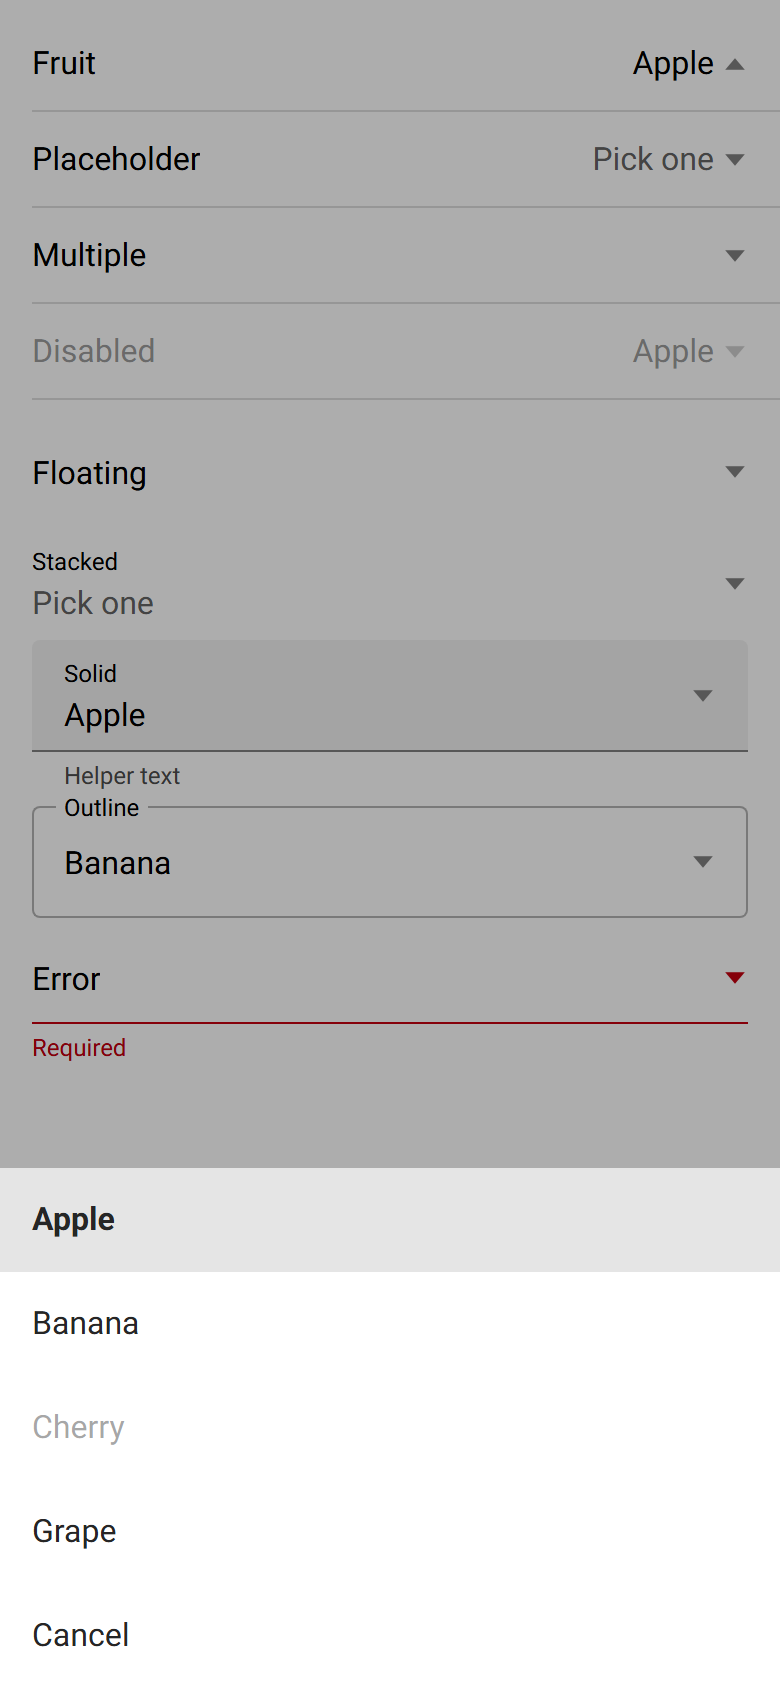 Fruit Apple
Placeholder Pick one
Multiple
Disabled Apple
Floating
Stacked
Pick one
Solid
Apple
Helper text
Outline
Banana
Error
Required
Apple
Banana
Cherry
Grape
Cancel